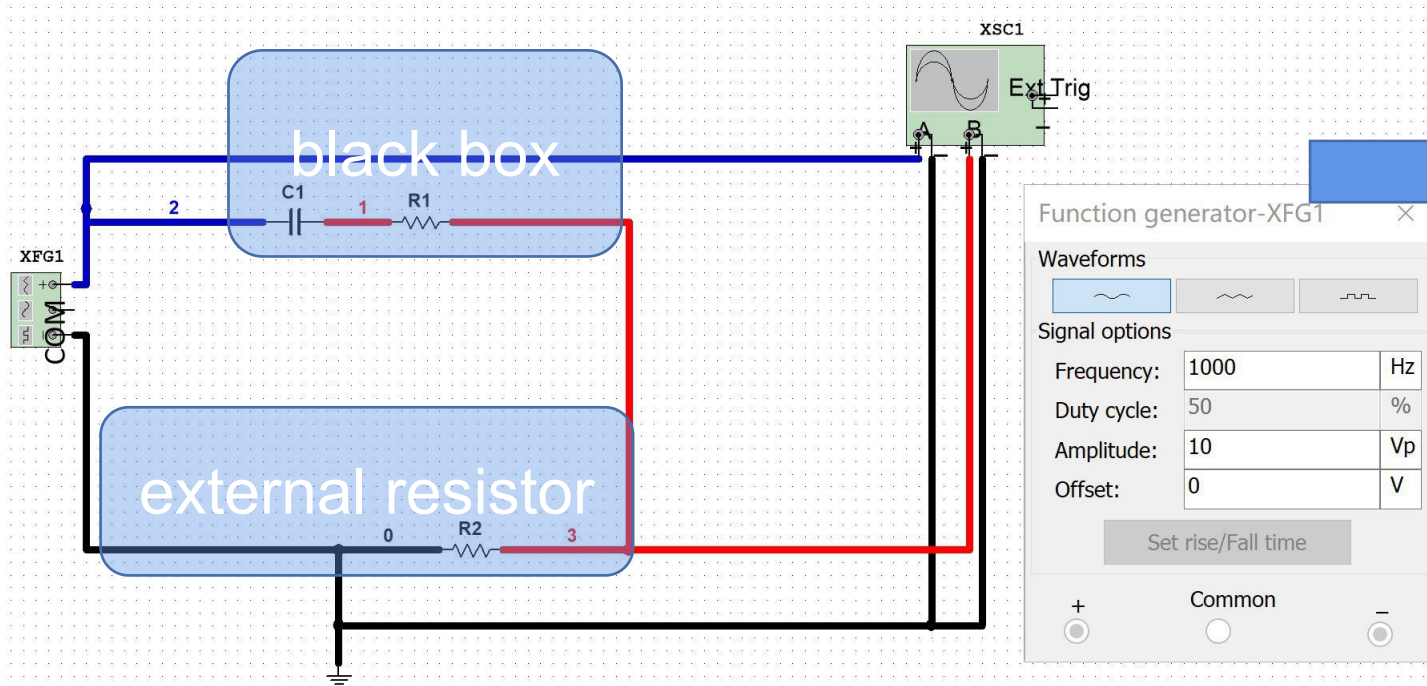 XSC1
Ext Trig
+
A B
+ − + − −
black box
C1
R1
2
1
XFG1
+
COM
external resistor
0
R2
3
Function generator-XFG1 ×
Waveforms
Signal options
Frequency: 1000 Hz
Duty cycle: 50 %
Amplitude: 10 Vp
Offset: 0 V
Set rise/Fall time
+ Common −